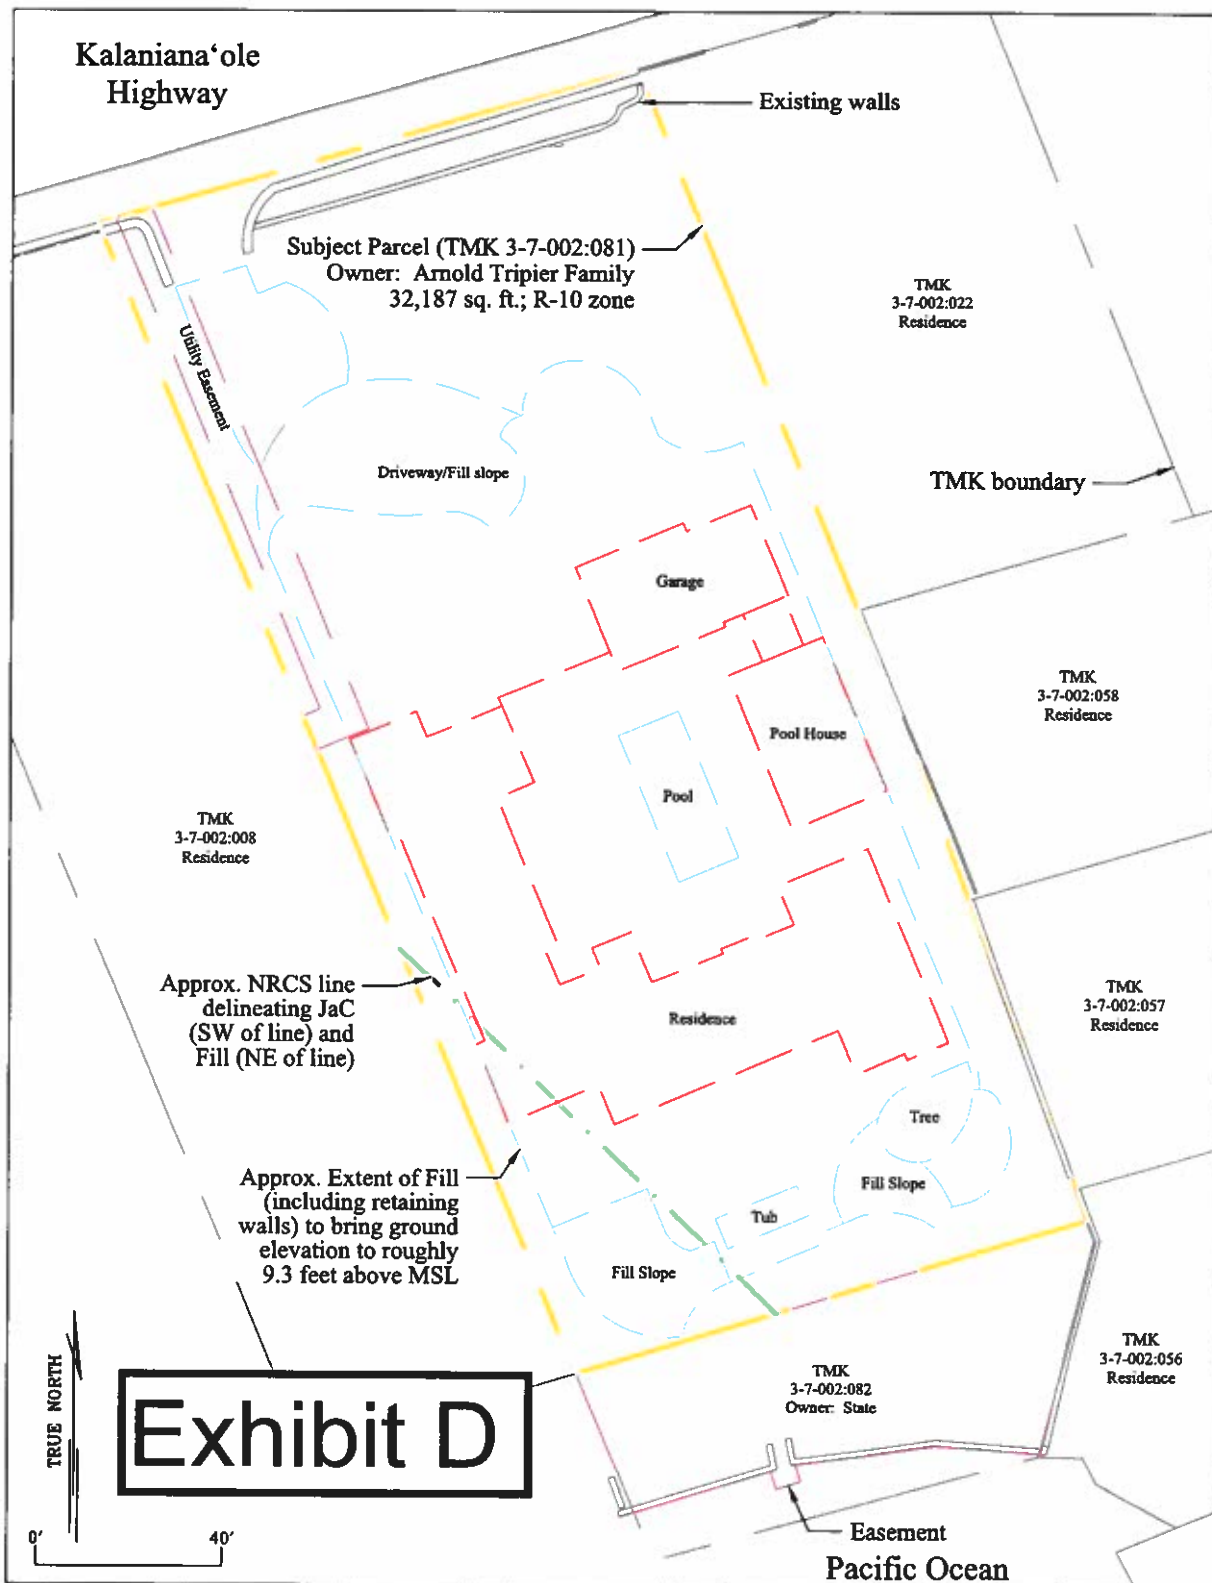 Kalaniana‘ole
Highway
Existing walls
Subject Parcel (TMK 3-7-002:081)
Owner: Arnold Tripier Family
32,187 sq. ft.; R-10 zone
TMK
3-7-002:022
Residence
Utility Easement
Driveway/Fill slope
TMK boundary
Garage
TMK
3-7-002:058
Residence
Pool House
Pool
TMK
3-7-002:008
Residence
Approx. NRCS line
delineating JaC
(SW of line) and
Fill (NE of line)
Residence
TMK
3-7-002:057
Residence
Tree
Approx. Extent of Fill
(including retaining
walls) to bring ground
elevation to roughly
9.3 feet above MSL
Fill Slope
Tub
Fill Slope
TRUE NORTH
Exhibit D
TMK
3-7-002:082
Owner: State
TMK
3-7-002:056
Residence
0'
40'
Easement
Pacific Ocean